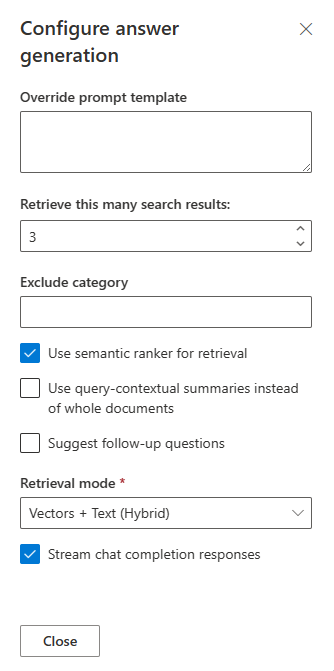 Configure answer
generation
Override prompt template
Retrieve this many search results:
3
Exclude category
Use semantic ranker for retrieval
Use query-contextual summaries instead
of whole documents
Suggest follow-up questions
Retrieval mode *
Vectors + Text (Hybrid)
Stream chat completion responses
Close